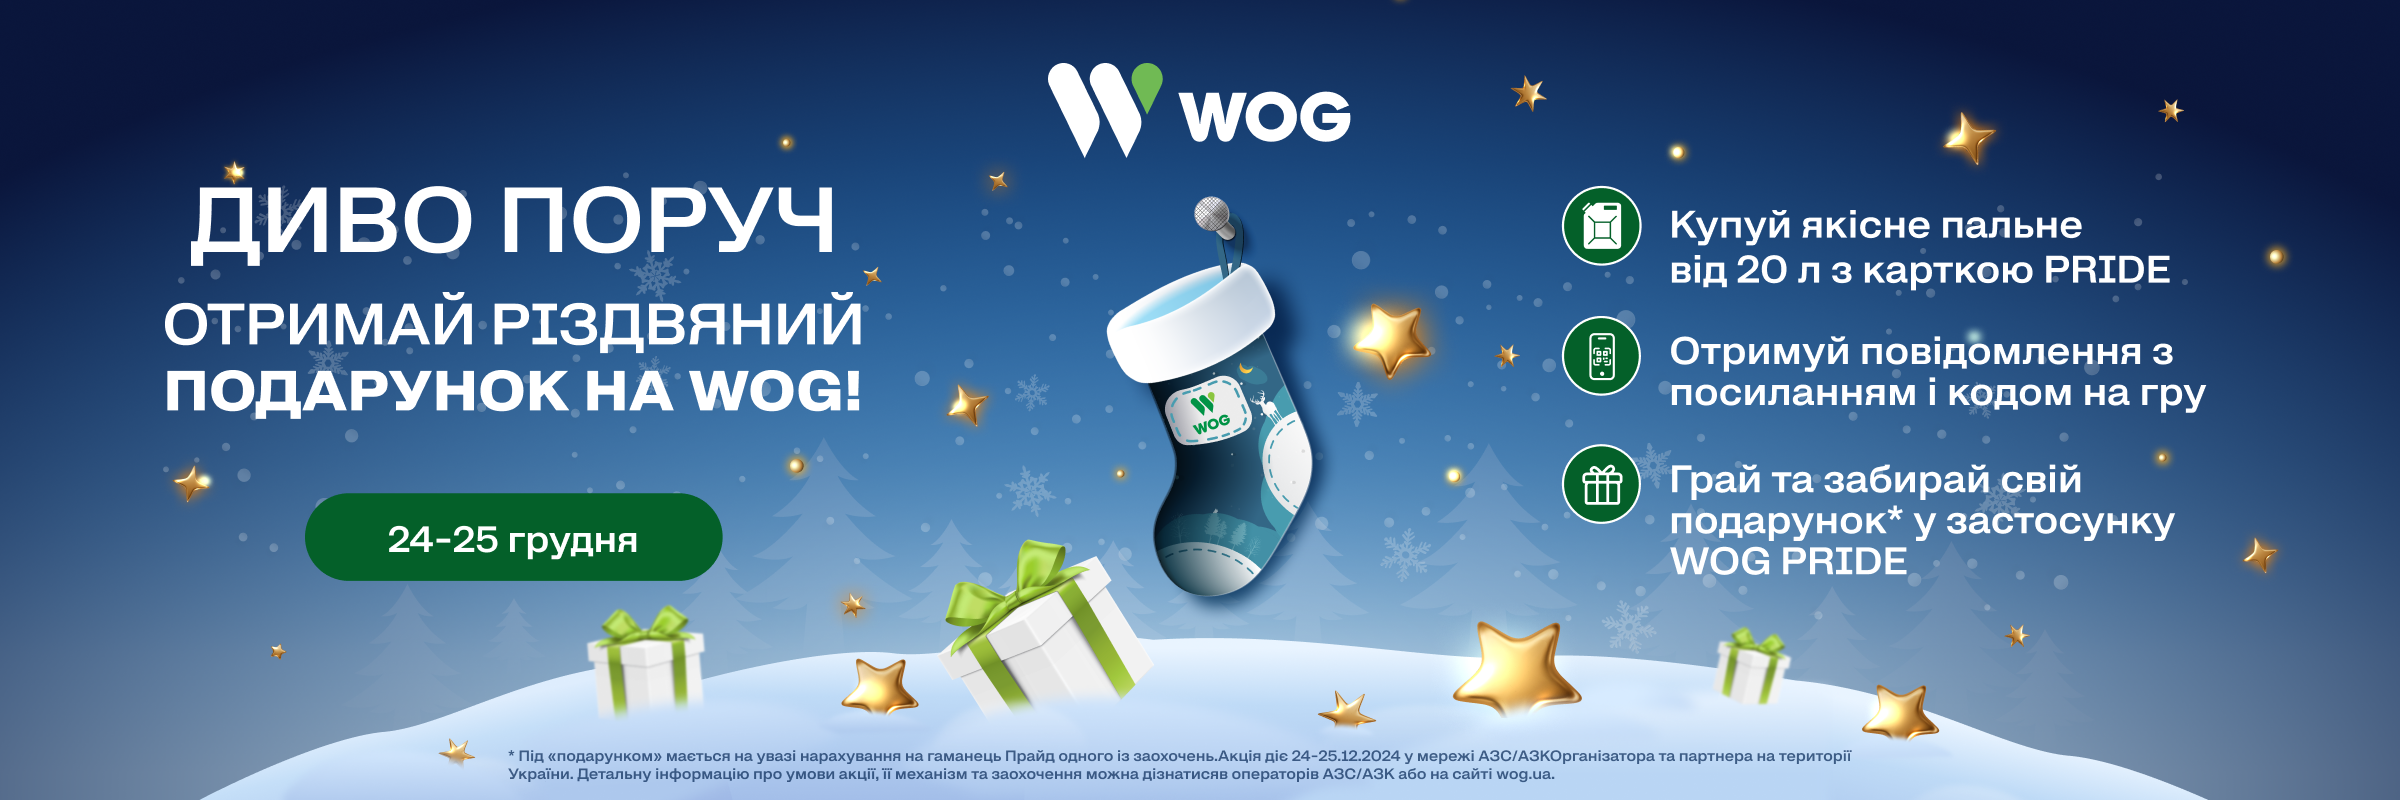 WOG
ДИВО ПОРУЧ
ОТРИМАЙ РІЗДВЯНИЙ
ПОДАРУНОК НА WOG!
24-25 грудня
WOG
Купуй якісне пальне
від 20 л з карткою PRIDE
Отримуй повідомлення з
посиланням і кодом на гру
Грай та забирай свій
подарунок* у застосунку
WOG PRIDE
* Під «подарунком» мається на увазі нарахування на гаманець Прайд одного із заохочень.Акція діє 24-25.12.2024 у мережі АЗС/АЗКОрганізатора та партнера на території
України. Детальну інформацію про умови акції, її механізм та заохочення можна дізнатисяв операторів АЗС/АЗК або на сайті wog.ua.